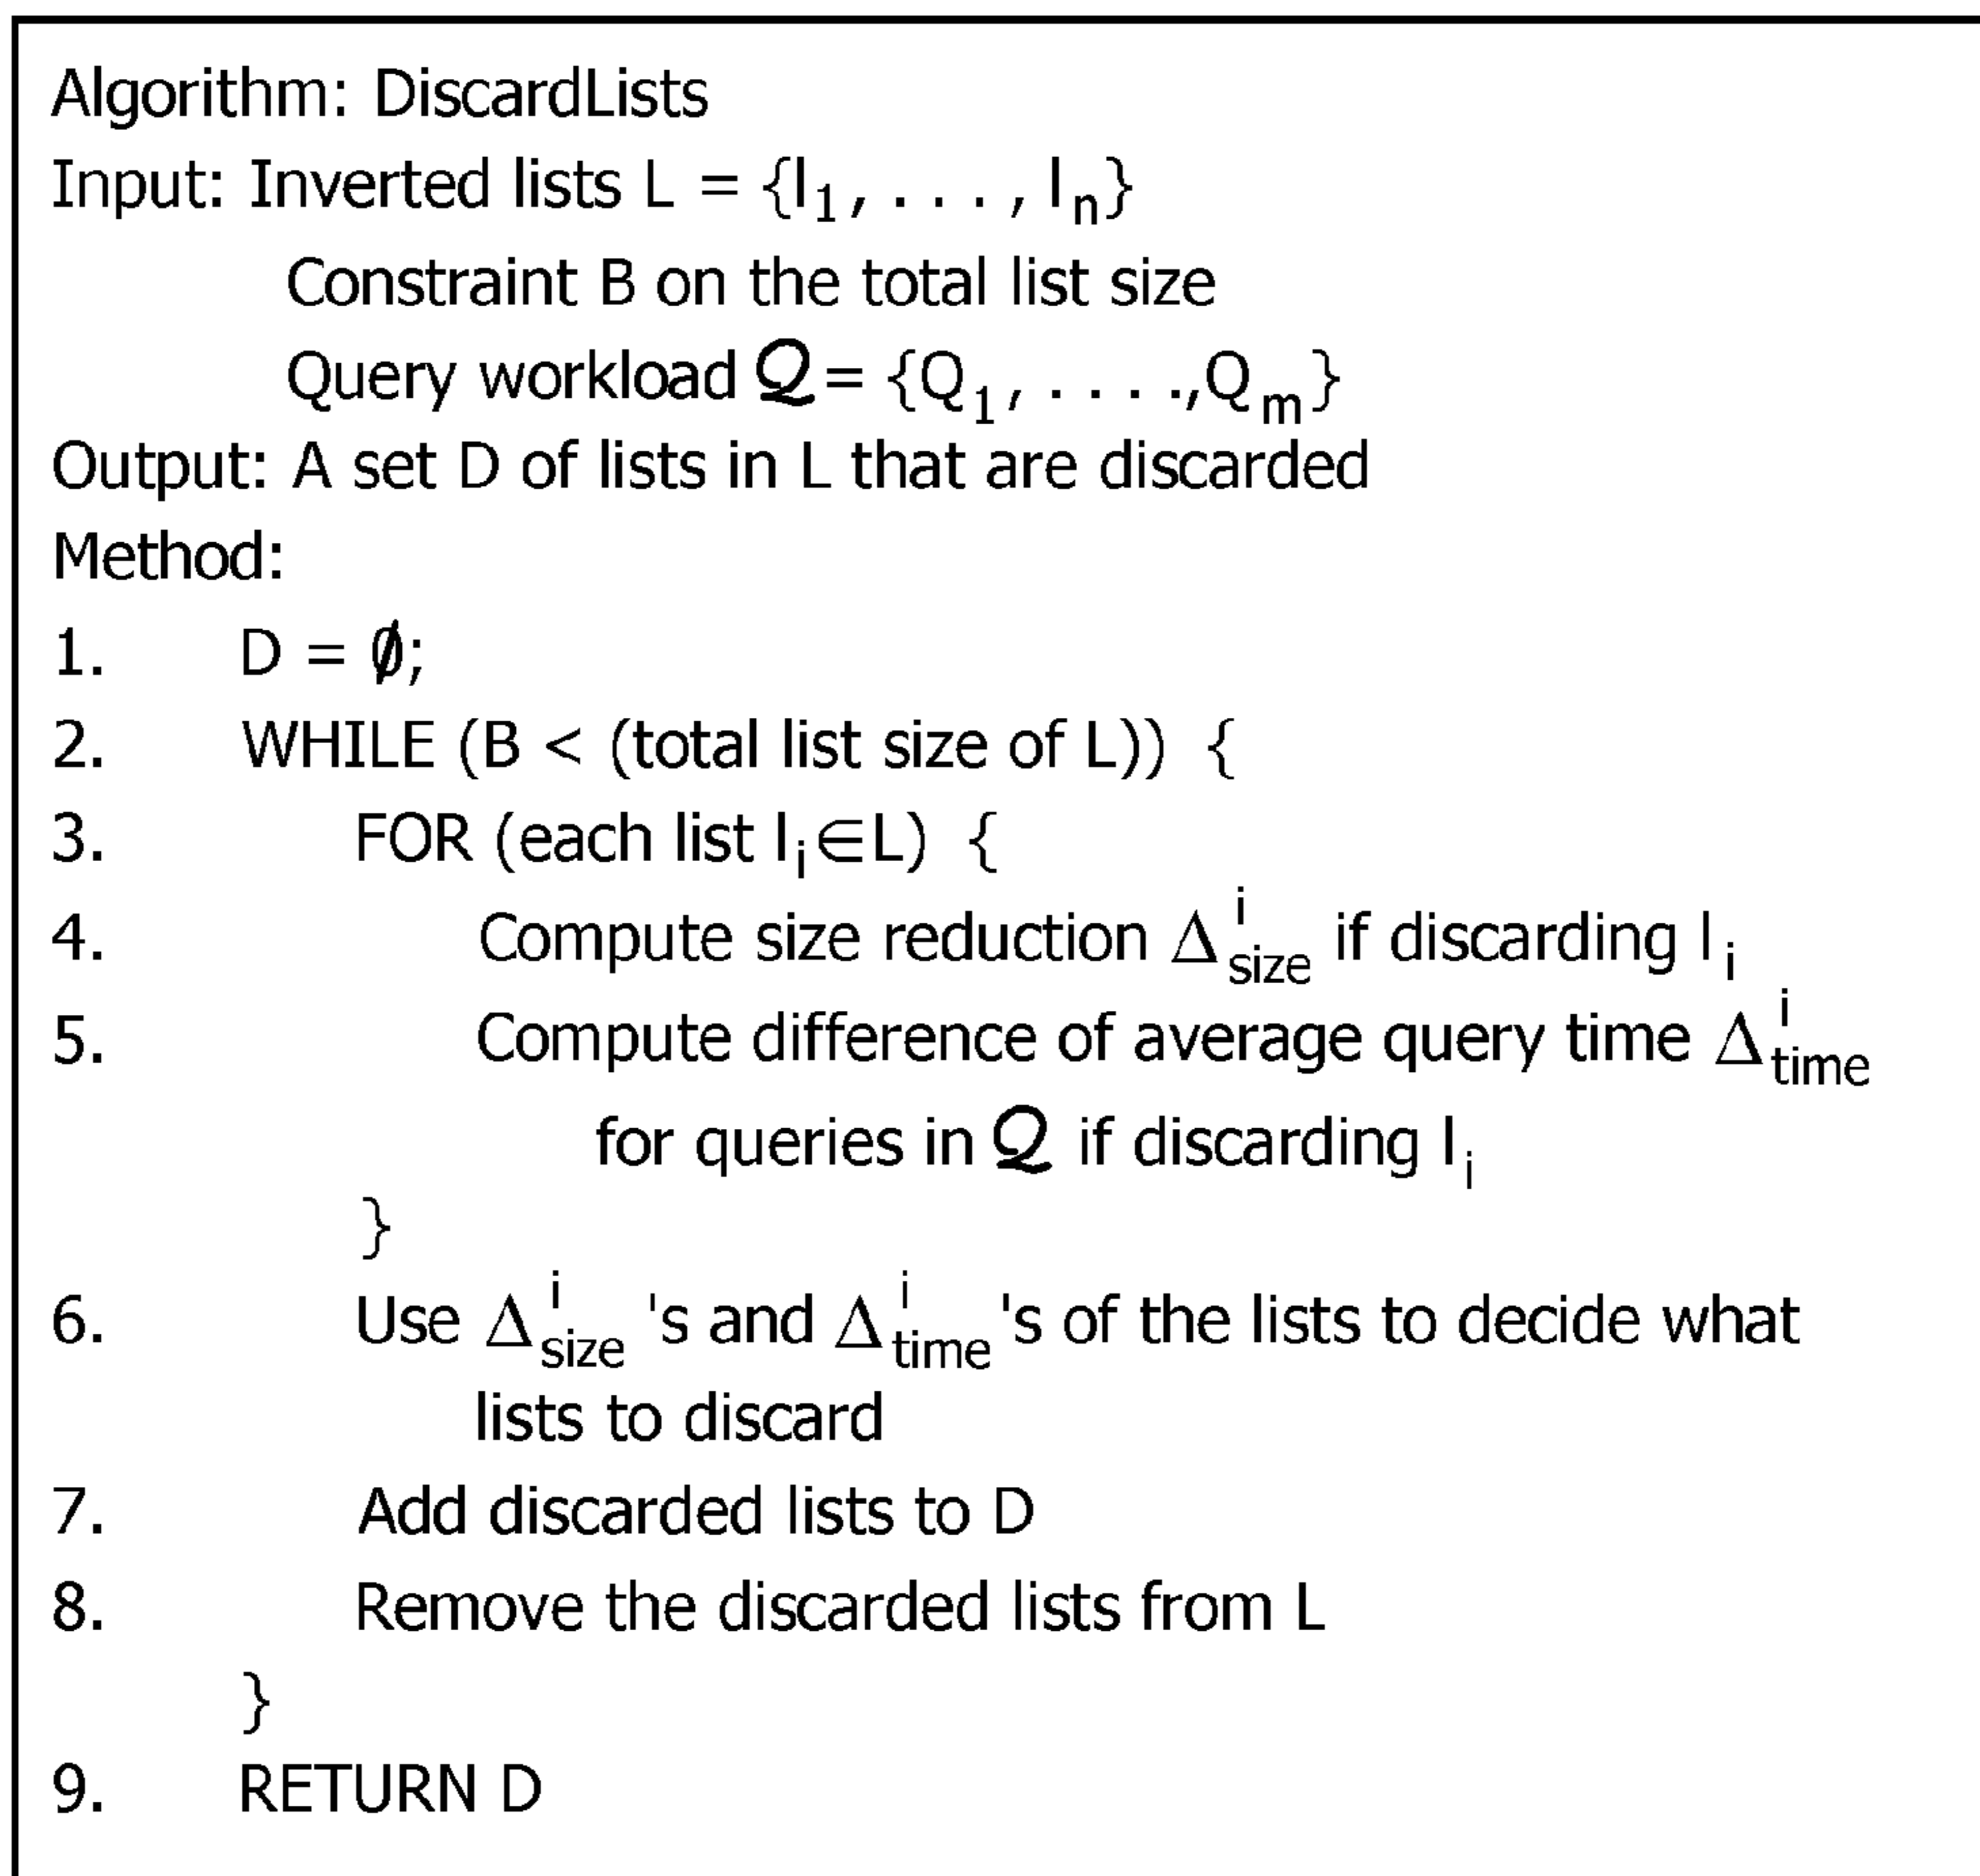 Algorithm: DiscardLists
Input: Inverted lists L = {l₁, . . . , lₙ}
Constraint B on the total list size
Query workload 𝒬 = {Q₁, . . . .,Qₘ}
Output: A set D of lists in L that are discarded
Method:
1. D = ∅;
2. WHILE (B < (total list size of L)) {
3. FOR (each list lᵢ∈L) {
4. Compute size reduction Δ^i_size if discarding lᵢ
5. Compute difference of average query time Δ^i_time
for queries in 𝒬 if discarding lᵢ
}
6. Use Δ^i_size 's and Δ^i_time 's of the lists to decide what
lists to discard
7. Add discarded lists to D
8. Remove the discarded lists from L
}
9. RETURN D